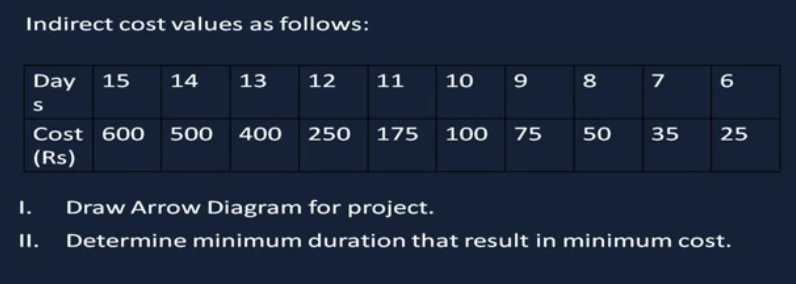 Indirect cost values as follows:
Day
s 15 14 13 12 11 10 9 8 7 6
Cost
(Rs) 600 500 400 250 175 100 75 50 35 25
I. Draw Arrow Diagram for project.
II. Determine minimum duration that result in minimum cost.